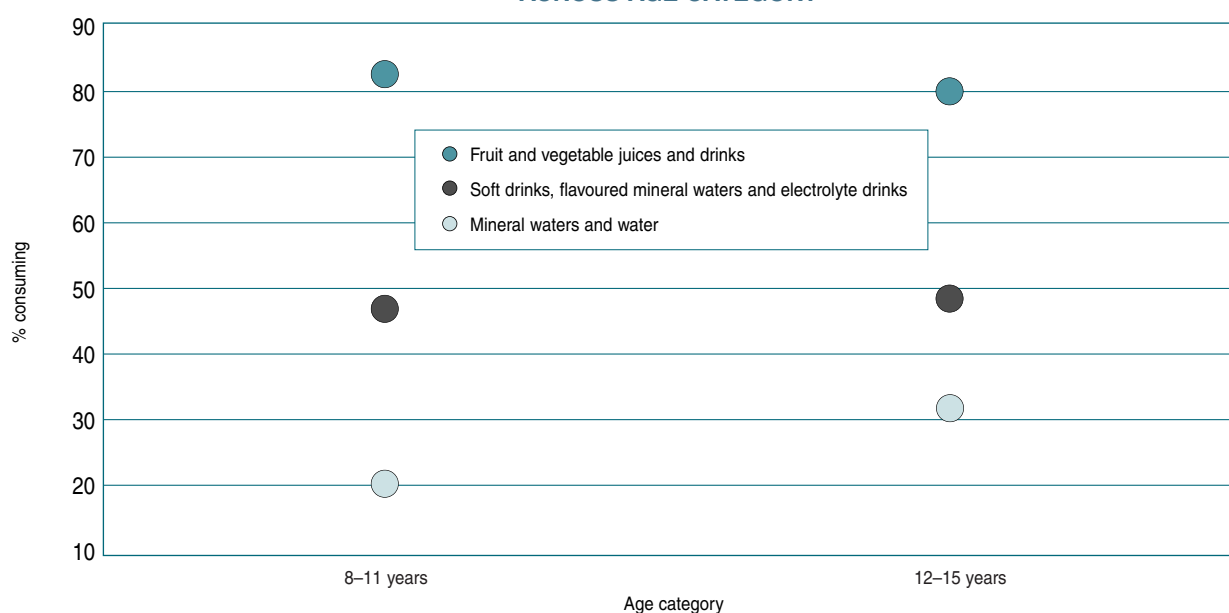 90
80
70
60
50
40
30
20
10
% consuming
Fruit and vegetable juices and drinks
Soft drinks, flavoured mineral waters and electrolyte drinks
Mineral waters and water
8–11 years
12–15 years
Age category